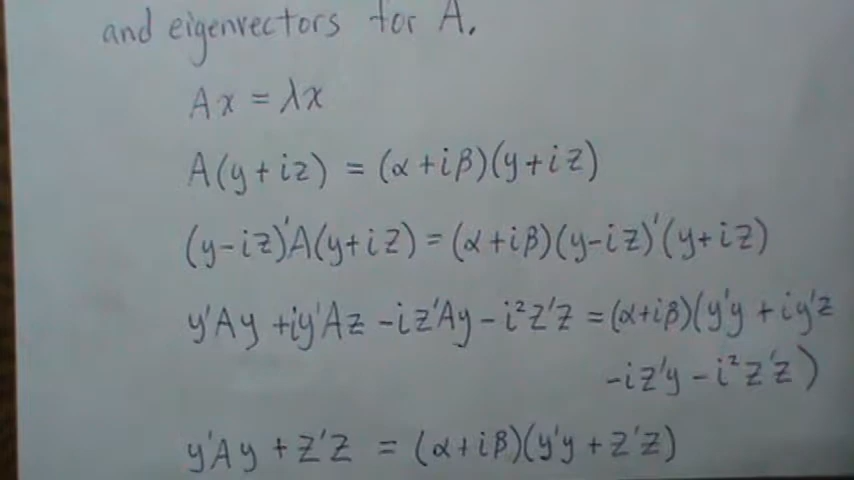 and eigenvectors for A.
Ax = λx
A(y + iz) = (α + iβ)(y + iz)
(y - iz)'A(y + iz) = (α + iβ)(y - iz)'(y + iz)
y'Ay + iy'Az - iz'Ay - i²z'z = (α + iβ)(y'y + iy'z
- iz'y - i²z'z)
y'Ay + z'z = (α + iβ)(y'y + z'z)